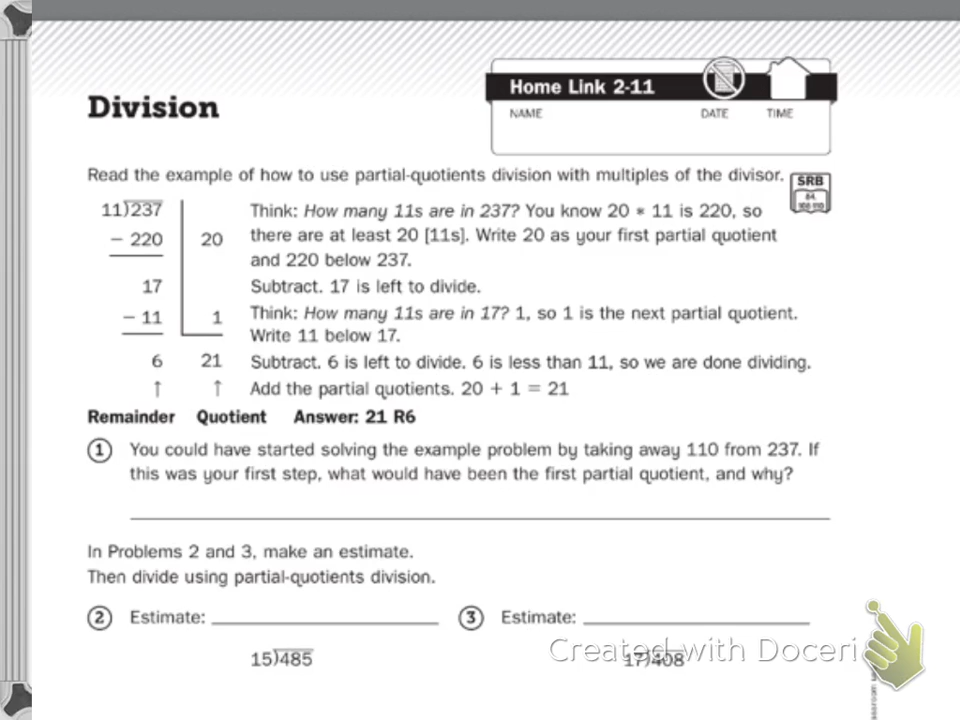 Division
Home Link 2-11
NAME DATE TIME
Read the example of how to use partial-quotients division with multiples of the divisor.
SRB
11)237
Think: How many 11s are in 237? You know 20 * 11 is 220, so
− 220 20 there are at least 20 [11s]. Write 20 as your first partial quotient
and 220 below 237.
17 Subtract. 17 is left to divide.
− 11 1 Think: How many 11s are in 17? 1, so 1 is the next partial quotient.
Write 11 below 17.
6 21 Subtract. 6 is left to divide. 6 is less than 11, so we are done dividing.
↑ ↑ Add the partial quotients. 20 + 1 = 21
Remainder Quotient Answer: 21 R6
1 You could have started solving the example problem by taking away 110 from 237. If
this was your first step, what would have been the first partial quotient, and why?
In Problems 2 and 3, make an estimate.
Then divide using partial-quotients division.
2 Estimate: 3 Estimate:
15)485 17)408
Created with Doceri